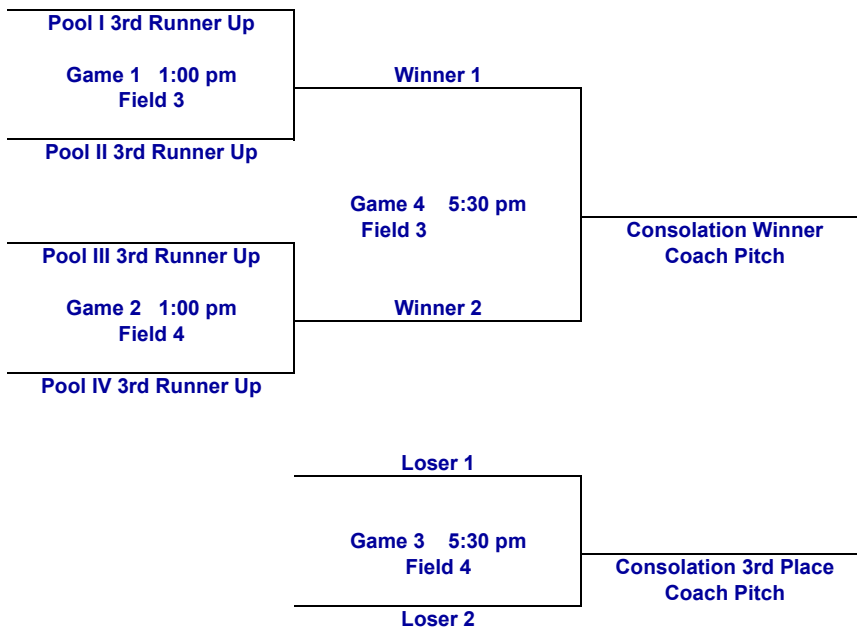 Pool I 3rd Runner Up
Game 1 1:00 pm
Field 3
Winner 1
Pool II 3rd Runner Up
Game 4 5:30 pm
Field 3
Consolation Winner
Coach Pitch
Pool III 3rd Runner Up
Game 2 1:00 pm
Field 4
Winner 2
Pool IV 3rd Runner Up
Loser 1
Game 3 5:30 pm
Field 4
Consolation 3rd Place
Coach Pitch
Loser 2